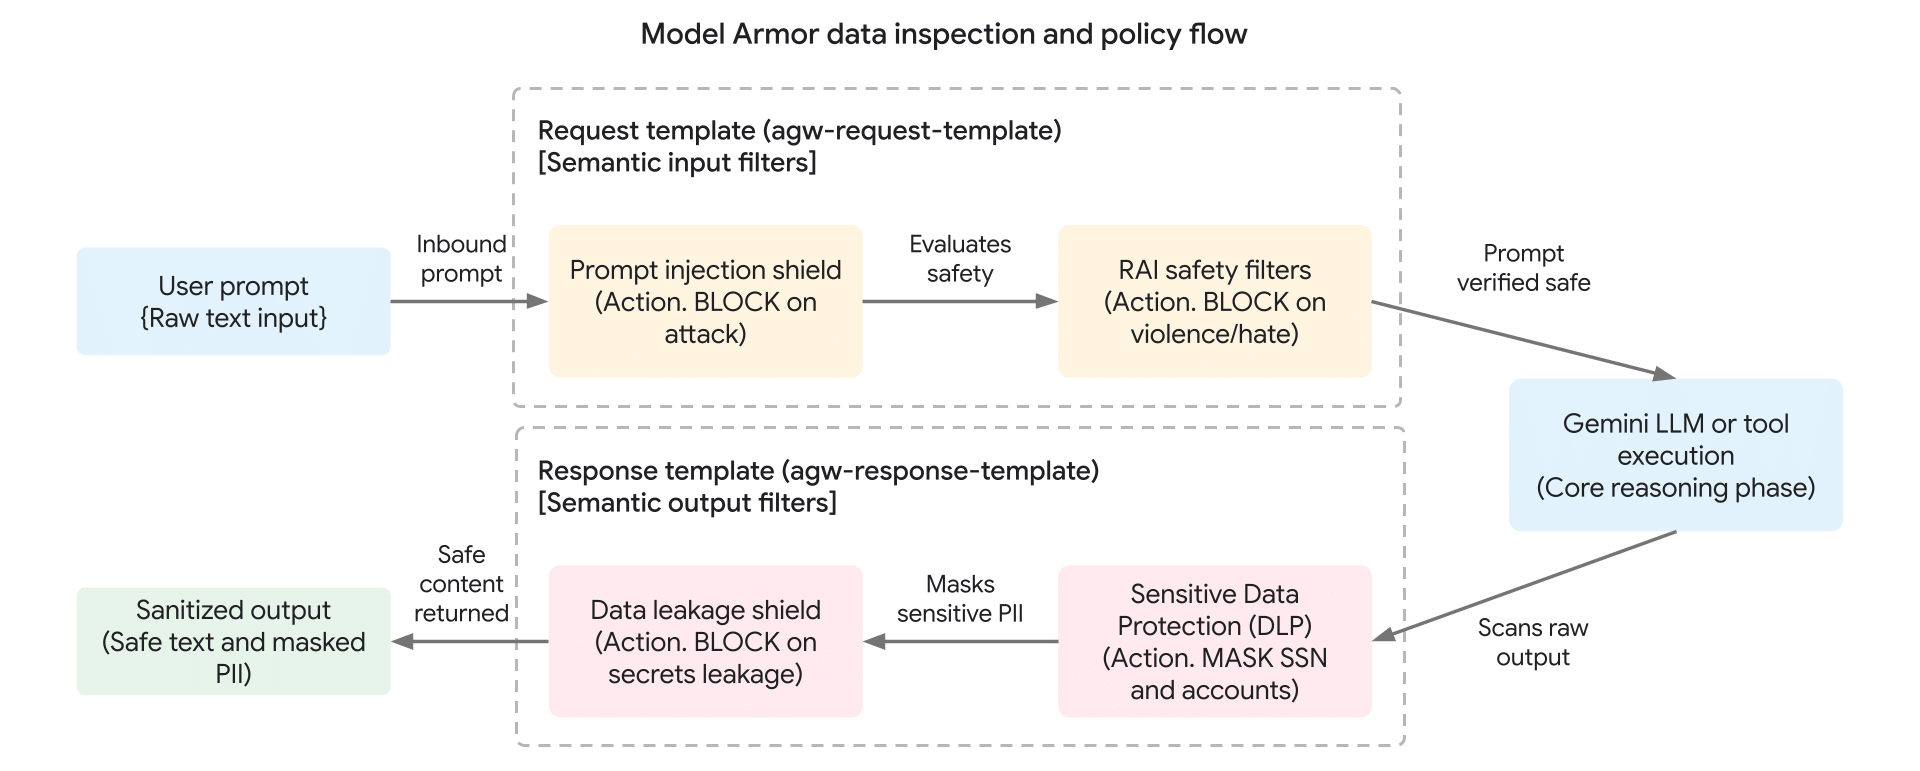 Model Armor data inspection and policy flow
Request template (agw-request-template)
[Semantic input filters]
User prompt
{Raw text input}
Inbound
prompt
Prompt injection shield
(Action. BLOCK on
attack)
Evaluates
safety
RAI safety filters
(Action. BLOCK on
violence/hate)
Prompt
verified safe
Gemini LLM or tool
execution
(Core reasoning phase)
Response template (agw-response-template)
[Semantic output filters]
Scans raw
output
Sensitive Data
Protection (DLP)
(Action. MASK SSN
and accounts)
Masks
sensitive PII
Data leakage shield
(Action. BLOCK on
secrets leakage)
Safe
content
returned
Sanitized output
(Safe text and masked
PII)